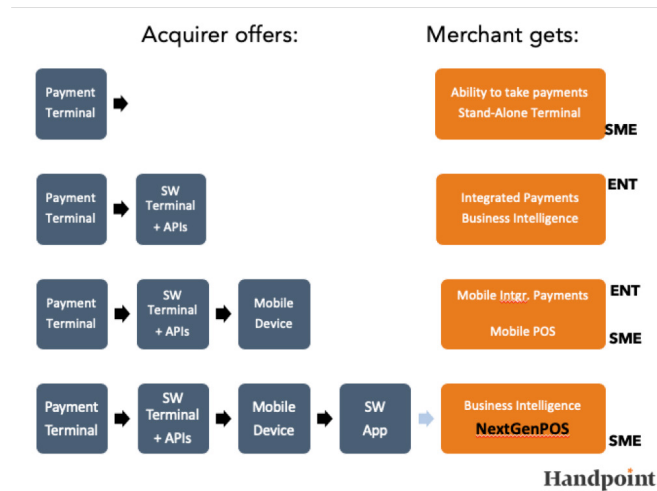 Acquirer offers:
Merchant gets:
Payment
Terminal
Ability to take payments
Stand-Alone Terminal
SME
Payment
Terminal
SW
Terminal
+ APIs
Integrated Payments
Business Intelligence
ENT
Payment
Terminal
SW
Terminal
+ APIs
Mobile
Device
Mobile Intgr. Payments
Mobile POS
ENT
SME
Payment
Terminal
SW
Terminal
+ APIs
Mobile
Device
SW
App
Business Intelligence
NextGenPOS
SME
Handpoint